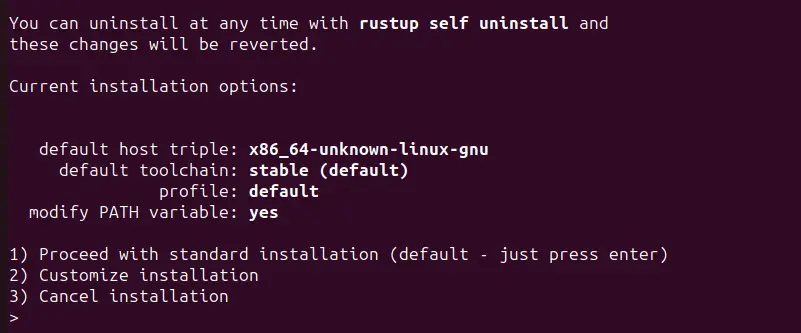 You can uninstall at any time with rustup self uninstall and
these changes will be reverted.
Current installation options:
default host triple: x86_64-unknown-linux-gnu
default toolchain: stable (default)
profile: default
modify PATH variable: yes
1) Proceed with standard installation (default - just press enter)
2) Customize installation
3) Cancel installation
>